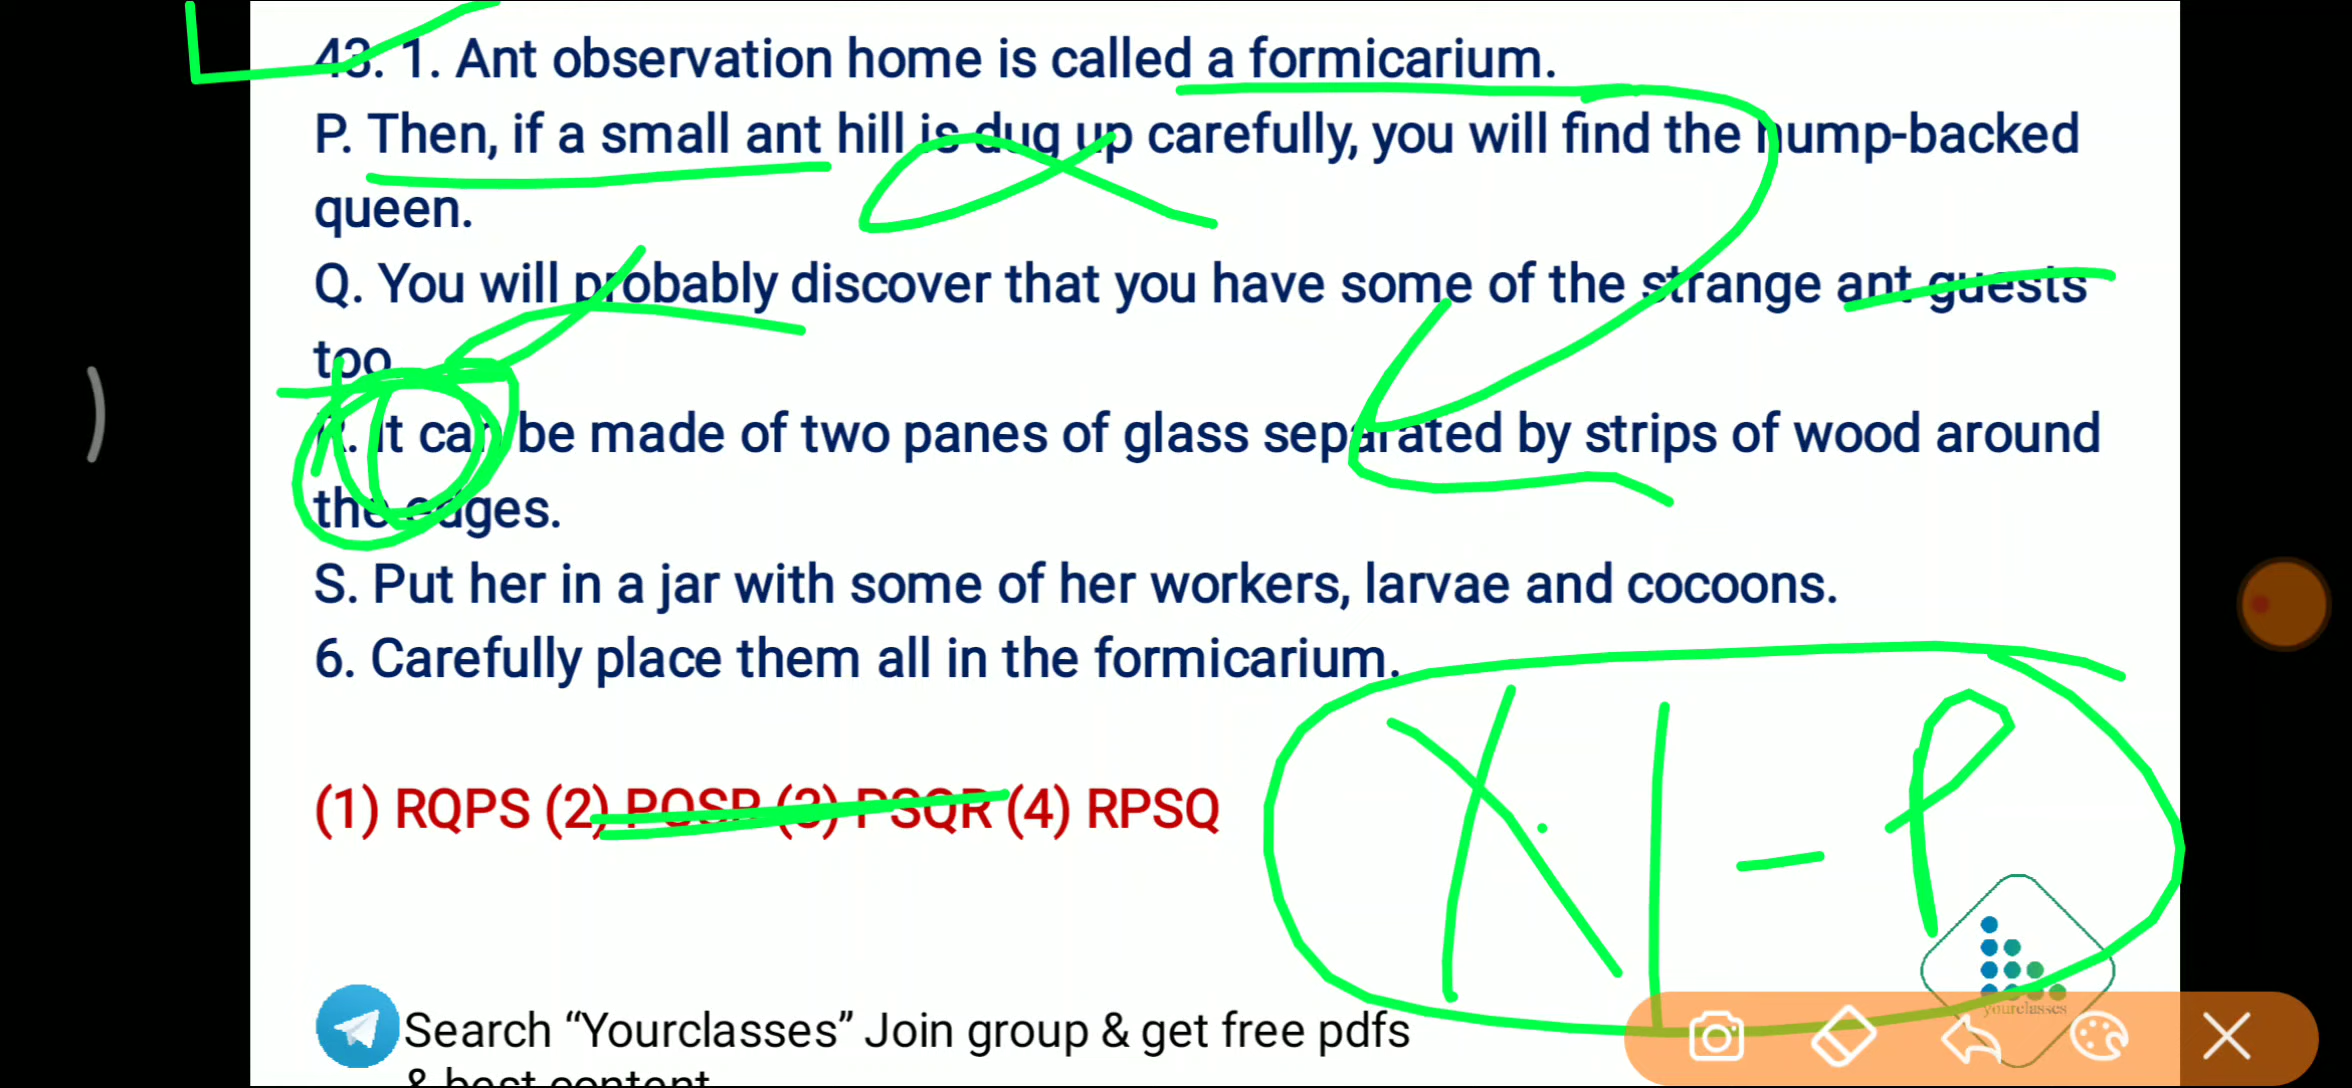 43. 1. Ant observation home is called a formicarium.
P. Then, if a small ant hill is dug up carefully, you will find the hump-backed
queen.
Q. You will probably discover that you have some of the strange ant guests
too.
R. It can be made of two panes of glass separated by strips of wood around
the edges.
S. Put her in a jar with some of her workers, larvae and cocoons.
6. Carefully place them all in the formicarium.
X 1 - P
(1) RQPS (2) PQSR (3) PSQR (4) RPSQ
yourclasses
Search “Yourclasses” Join group & get free pdfs
& best content